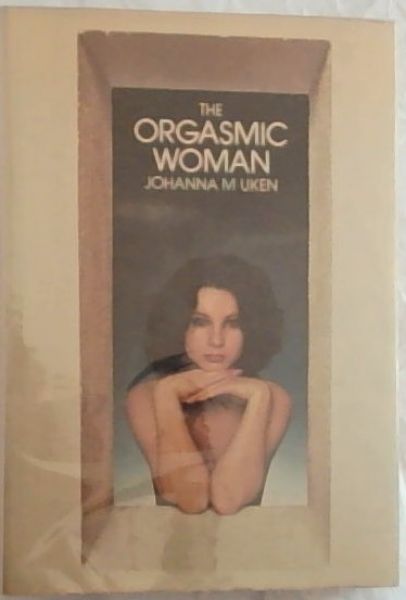 THE
ORGASMIC
WOMAN
JOHANNA M UKEN